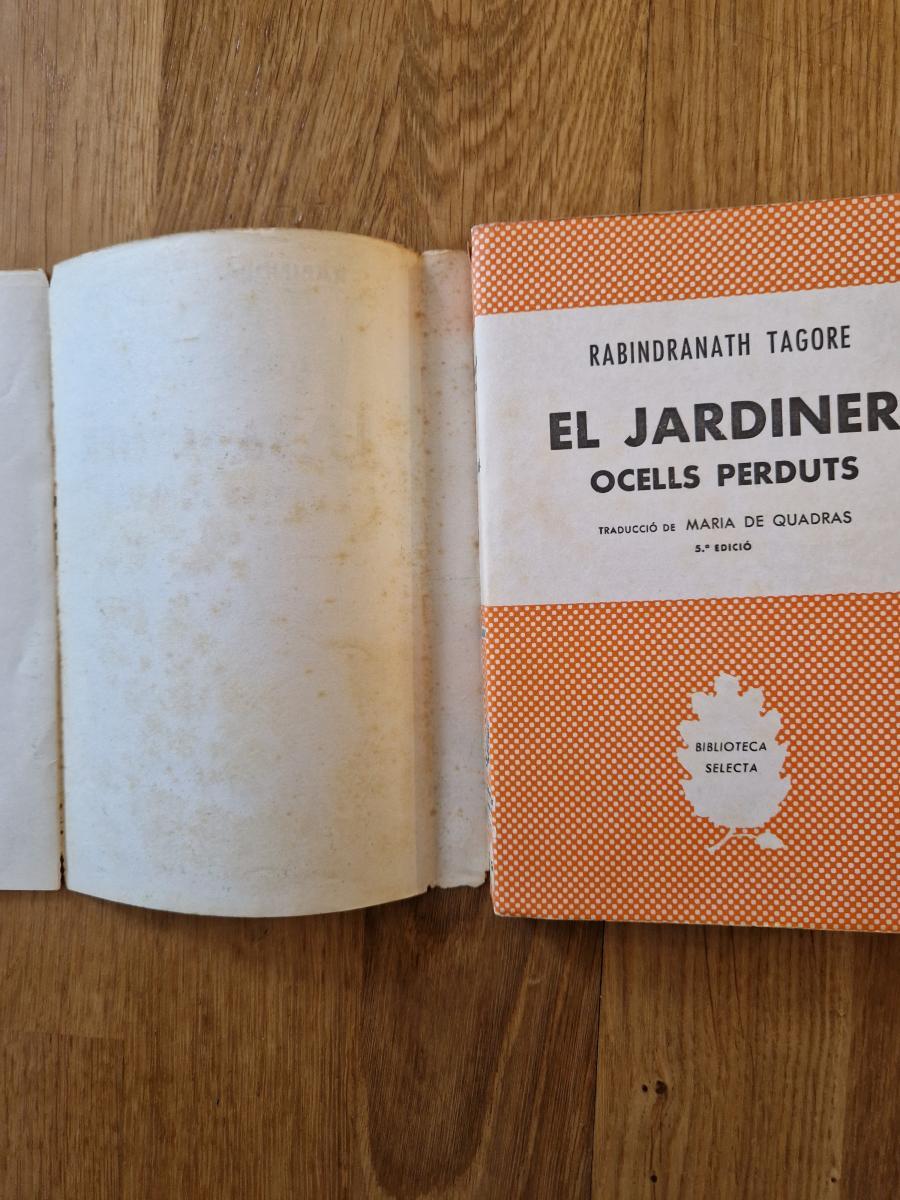 RABINDRANATH TAGORE
EL JARDINER
OCELLS PERDUTS
TRADUCCIÓ DE MARIA DE QUADRAS
5.ª EDICIÓ
BIBLIOTECA
SELECTA